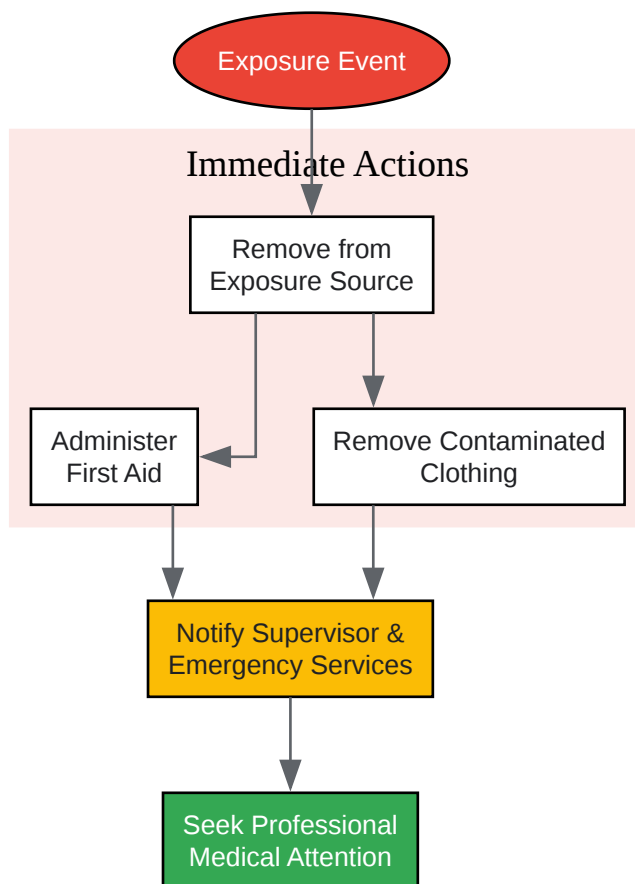 Exposure Event
Immediate Actions
Remove from
Exposure Source
Administer
First Aid
Remove Contaminated
Clothing
Notify Supervisor &
Emergency Services
Seek Professional
Medical Attention